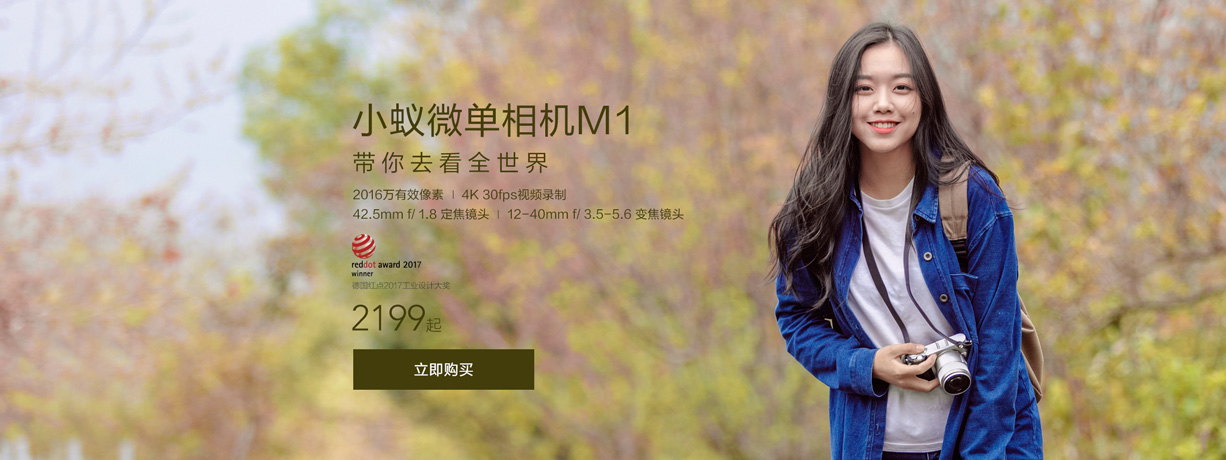 小蚁微单相机M1
带你去看全世界
2016万有效像素 | 4K 30fps视频录制
42.5mm f/ 1.8 定焦镜头 | 12-40mm f/ 3.5-5.6 变焦镜头
reddot award 2017
winner
德国红点2017工业设计大奖
2199起
立即购买